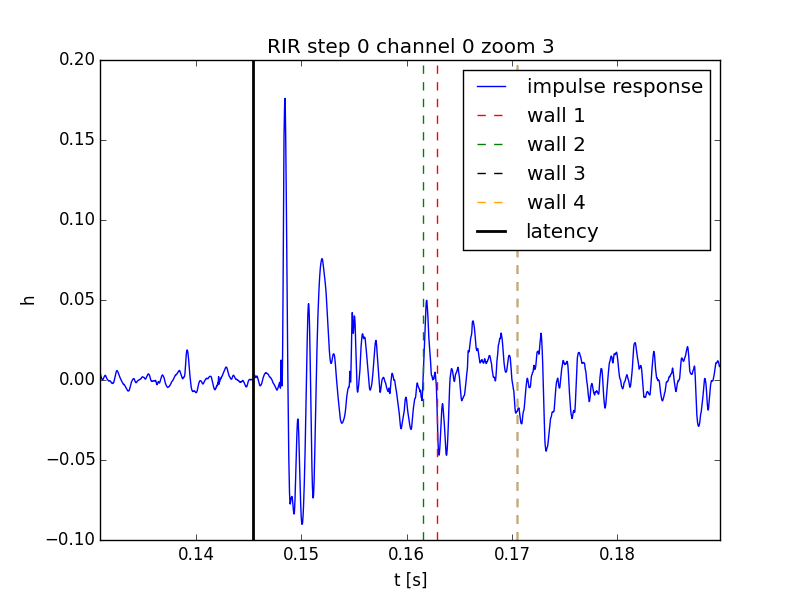 RIR step 0 channel 0 zoom 3
0.20
0.15
0.10
0.05
0.00
−0.05
−0.10
h
impulse response
wall 1
wall 2
wall 3
wall 4
latency
0.14 0.15 0.16 0.17 0.18
t [s]